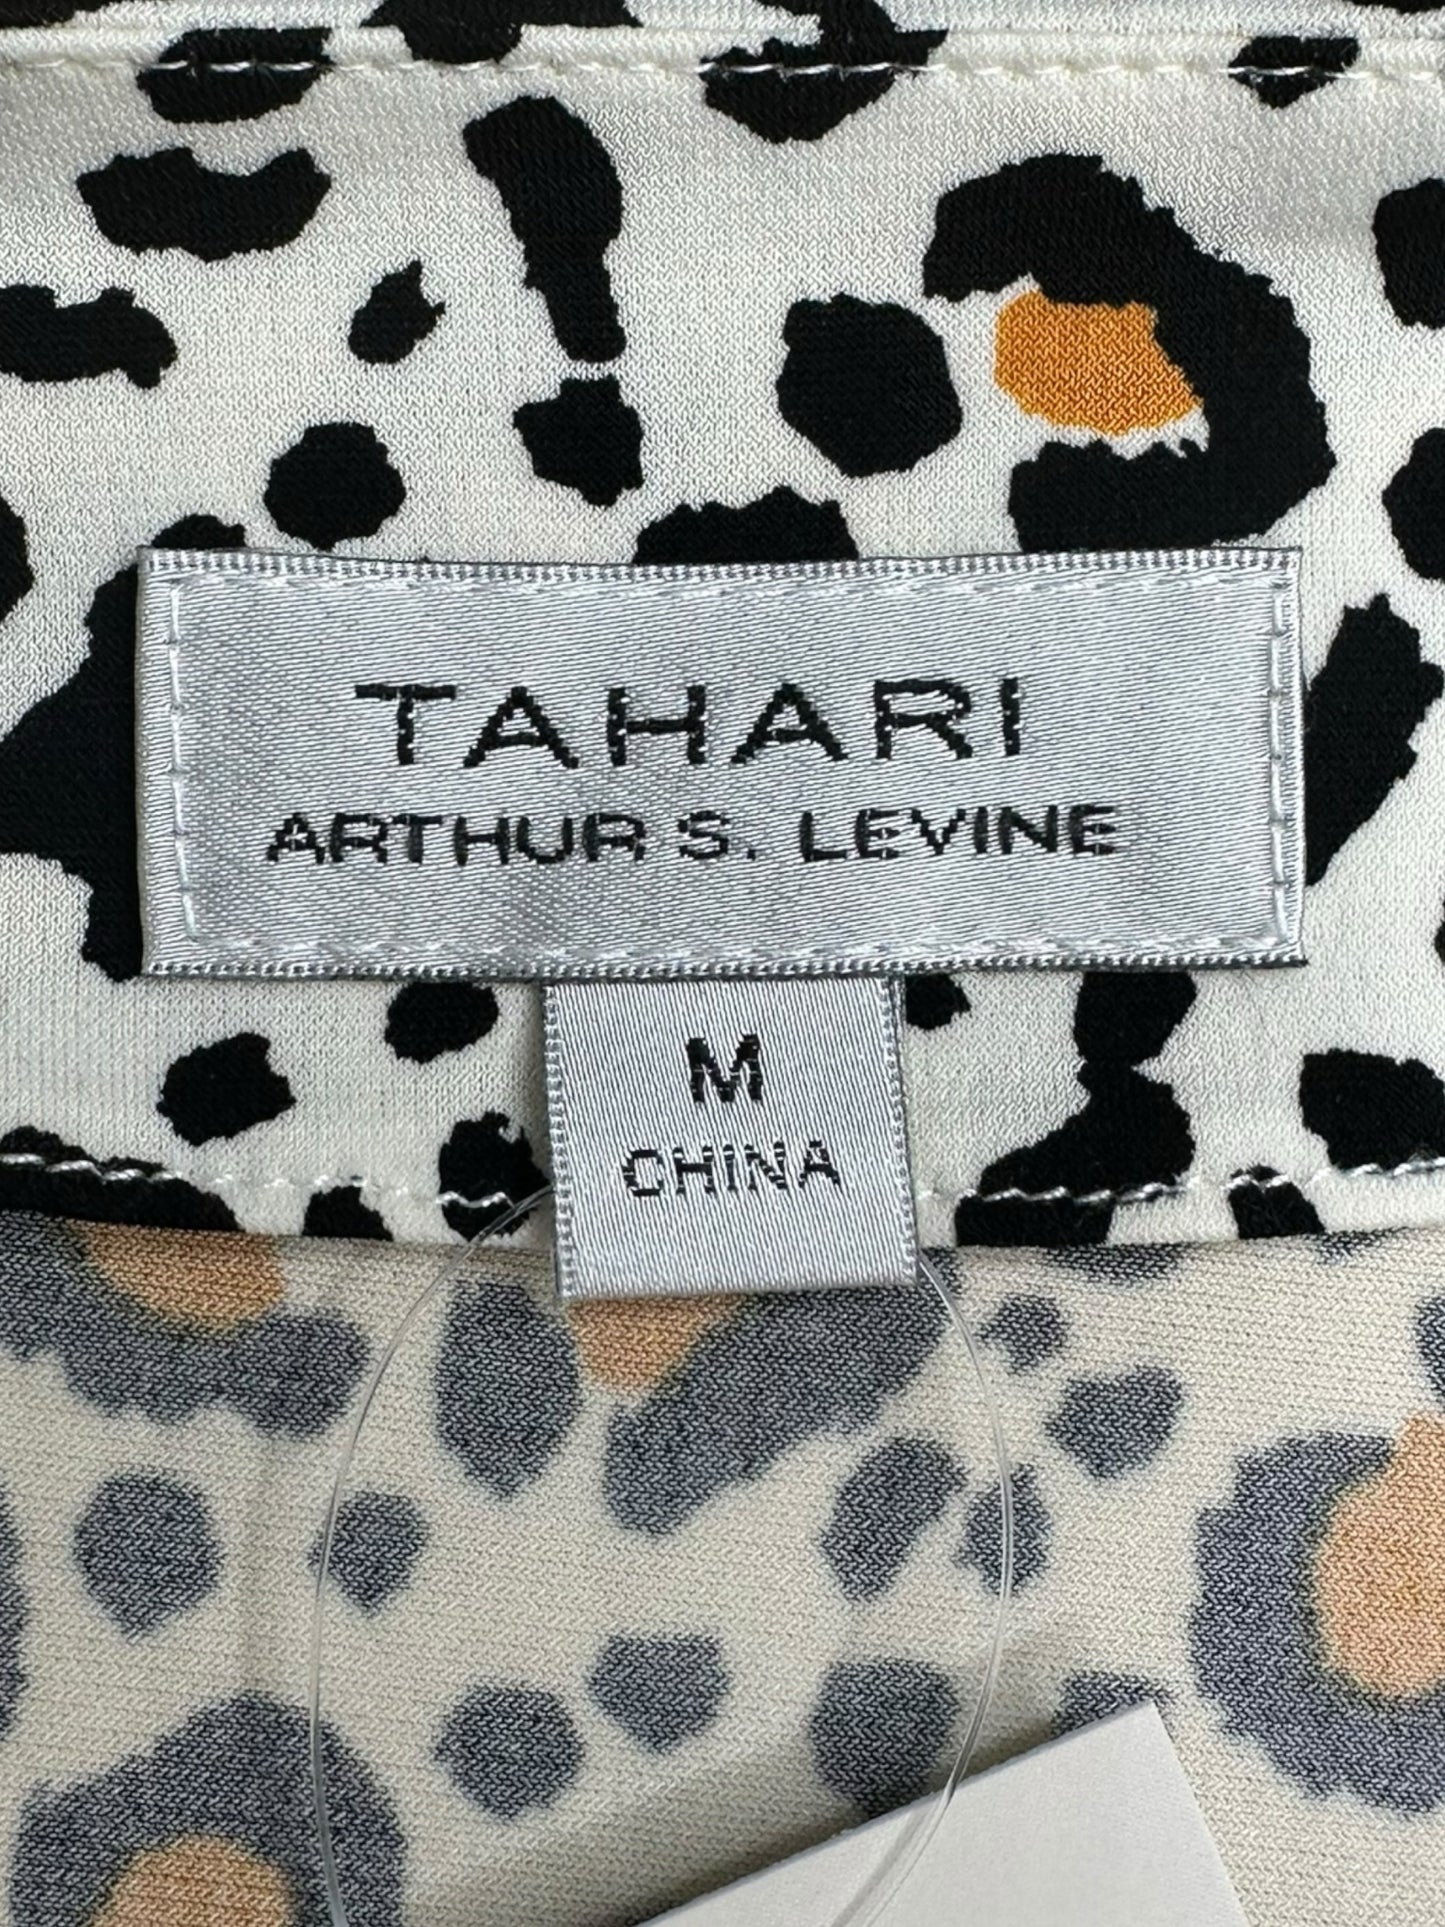 TAHARI
ARTHUR S. LEVINE
M
CHINA